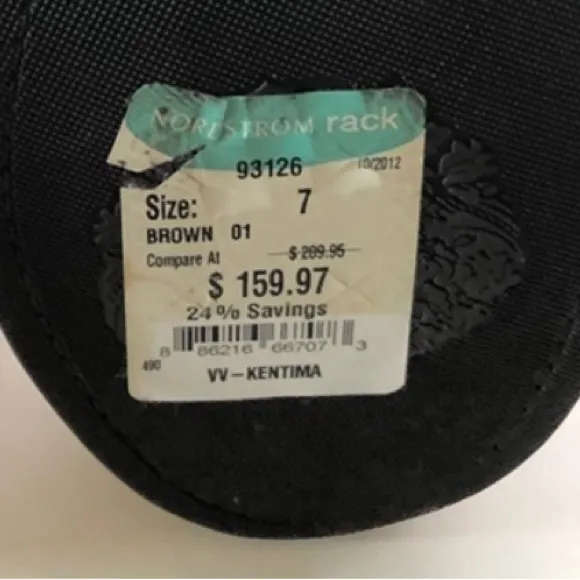 NORDSTROM rack
93126 10/2012
Size: 7
BROWN 01
Compare At $ 209.95
$ 159.97
24% Savings
8 86216 66707 3
490
VV-KENTIMA